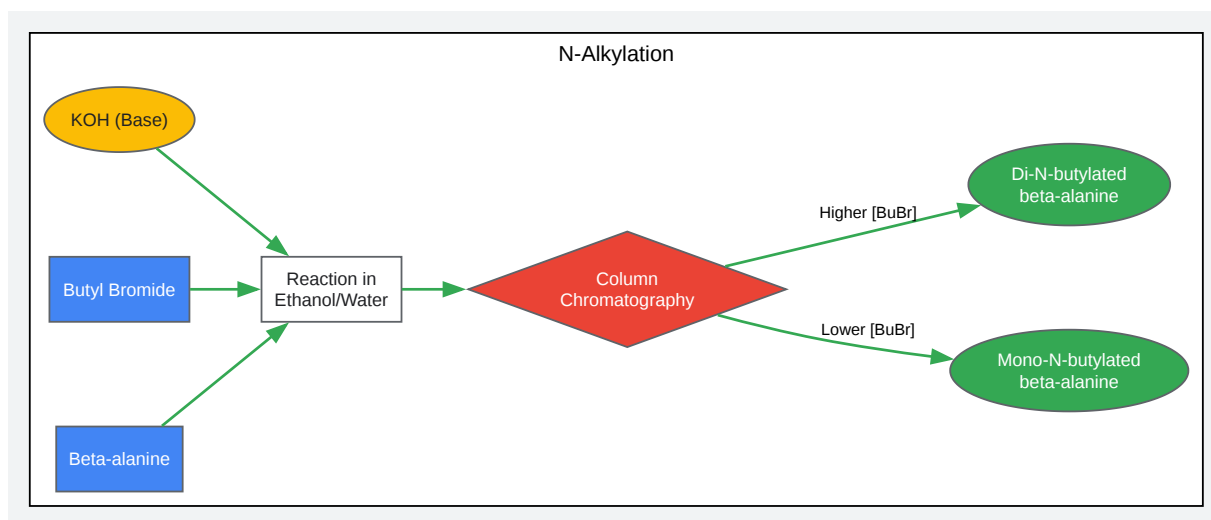 N-Alkylation
KOH (Base)
Butyl Bromide
Beta-alanine
Reaction in
Ethanol/Water
Column
Chromatography
Higher [BuBr]
Lower [BuBr]
Di-N-butylated
beta-alanine
Mono-N-butylated
beta-alanine